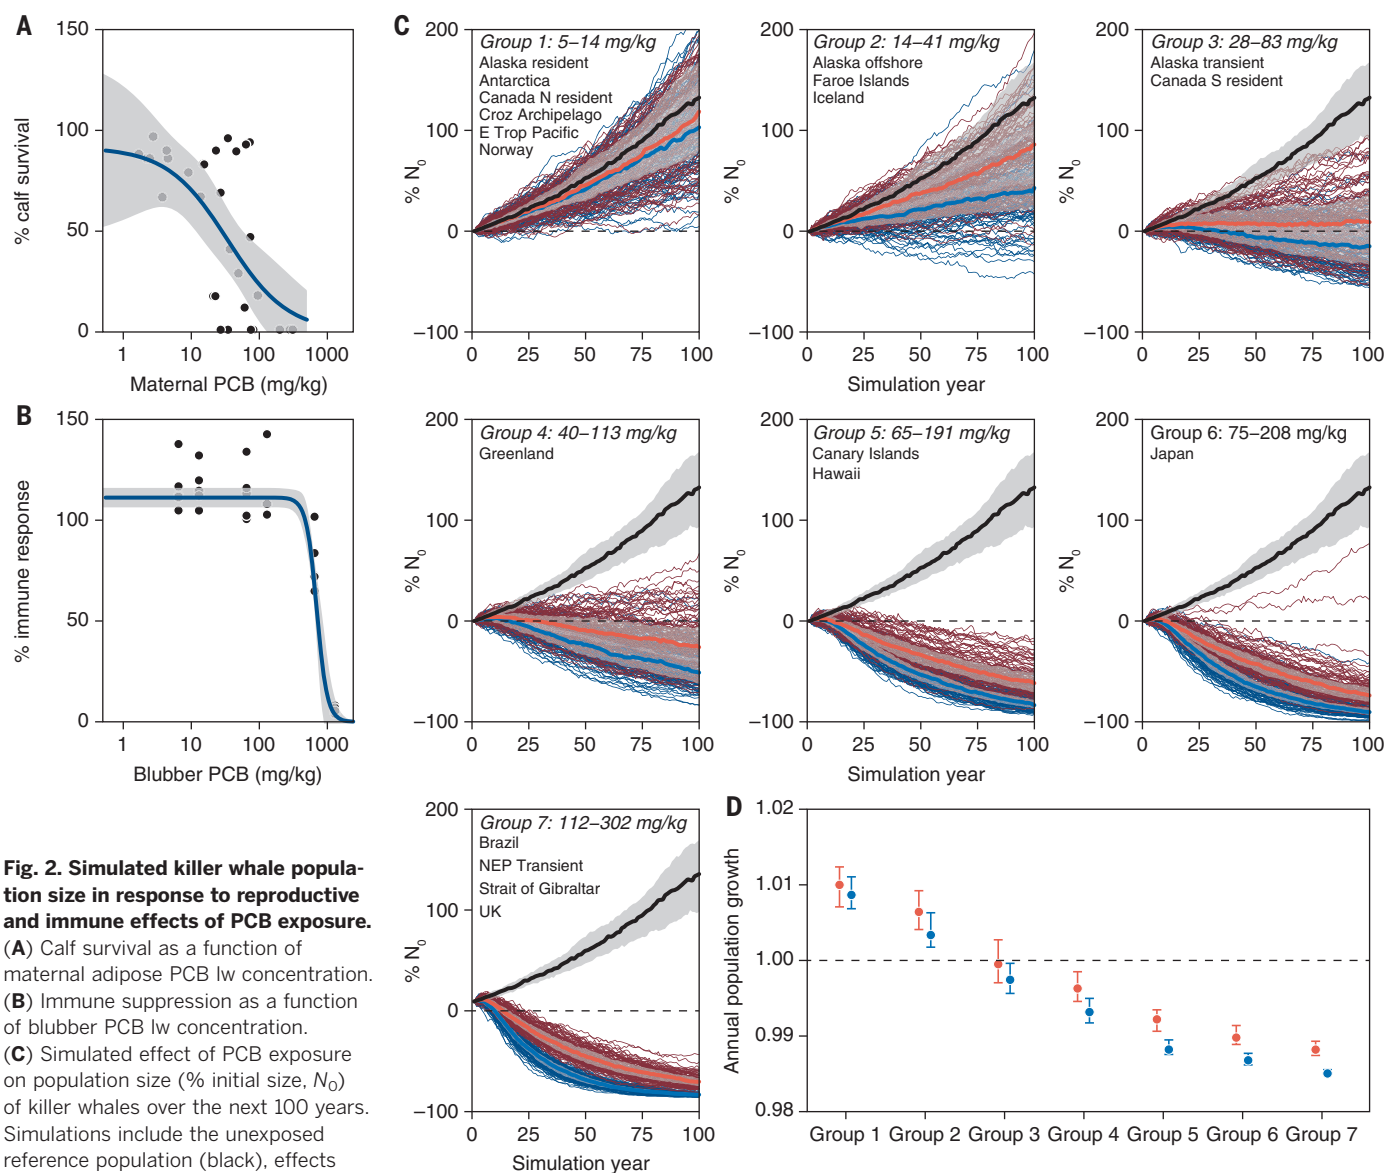 A
150
100
50
0
% calf survival
1
10
100
1000
Maternal PCB (mg/kg)
B
150
100
50
0
% immune response
1
10
100
1000
Blubber PCB (mg/kg)
C
200
100
0
−100
% N0
Group 1: 5–14 mg/kg
Alaska resident
Antarctica
Canada N resident
Croz Archipelago
E Trop Pacific
Norway
0
25
50
75
100
200
100
0
−100
% N0
Group 2: 14–41 mg/kg
Alaska offshore
Faroe Islands
Iceland
0
25
50
75
100
Simulation year
200
100
0
−100
% N0
Group 3: 28–83 mg/kg
Alaska transient
Canada S resident
0
25
50
75
100
200
100
0
−100
% N0
Group 4: 40–113 mg/kg
Greenland
0
25
50
75
100
200
100
0
−100
% N0
Group 5: 65–191 mg/kg
Canary Islands
Hawaii
0
25
50
75
100
Simulation year
200
100
0
−100
% N0
Group 6: 75–208 mg/kg
Japan
0
25
50
75
100
200
100
0
−100
% N0
Group 7: 112–302 mg/kg
Brazil
NEP Transient
Strait of Gibraltar
UK
0
25
50
75
100
Simulation year
D
1.02
1.01
1.00
0.99
0.98
Annual population growth
Group 1
Group 2
Group 3
Group 4
Group 5
Group 6
Group 7
Fig. 2. Simulated killer whale popula-
tion size in response to reproductive
and immune effects of PCB exposure.
(A) Calf survival as a function of
maternal adipose PCB lw concentration.
(B) Immune suppression as a function
of blubber PCB lw concentration.
(C) Simulated effect of PCB exposure
on population size (% initial size, N0)
of killer whales over the next 100 years.
Simulations include the unexposed
reference population (black), effects